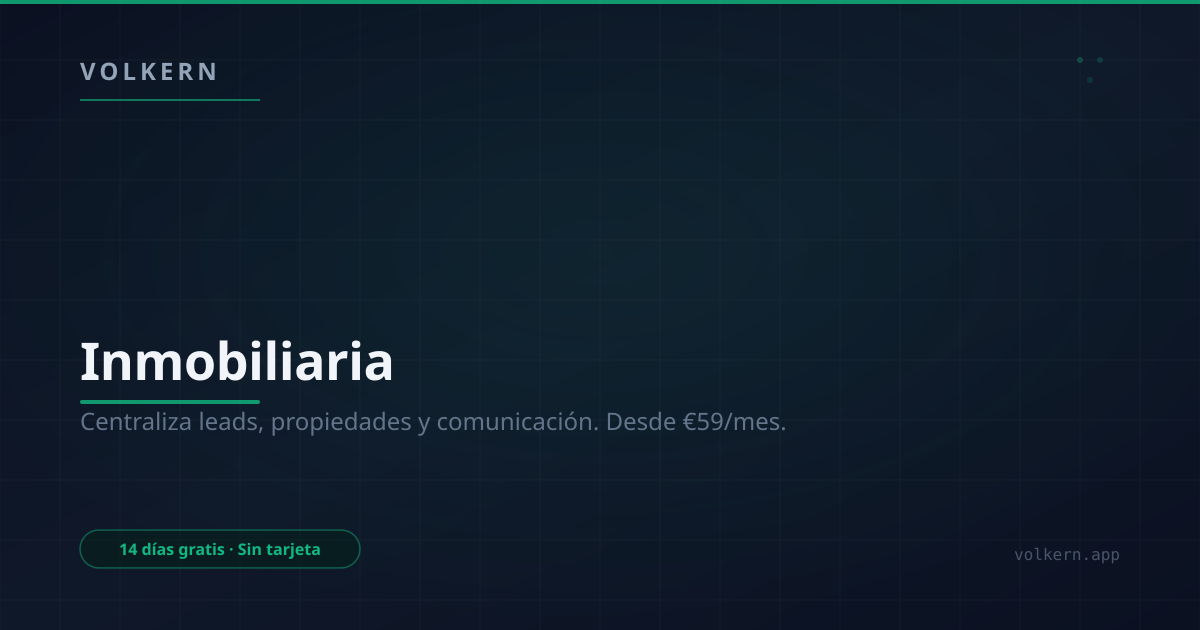 VOLKERN
Inmobiliaria
Centraliza leads, propiedades y comunicación. Desde €59/mes.
14 días gratis · Sin tarjeta
volkern.app